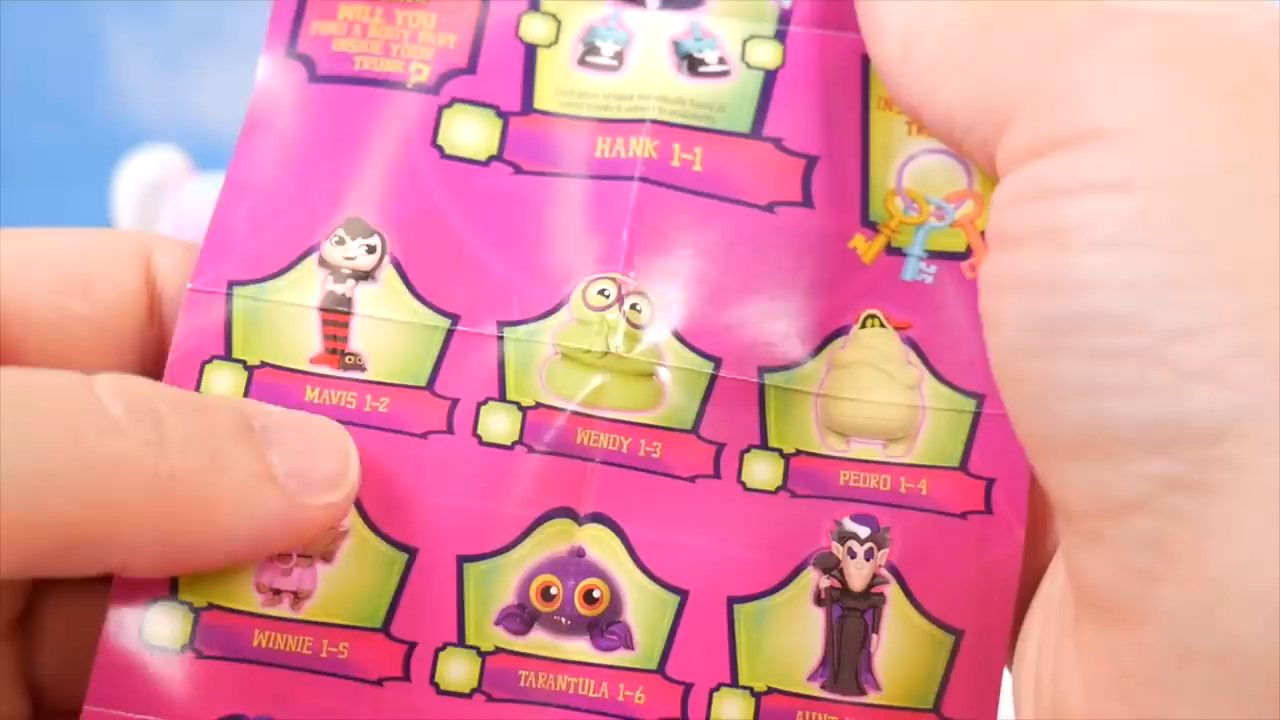 WILL YOU
FIND A BODY PART
INSIDE YOUR
TRUNK?
HANK 1-1
MAVIS 1-2
WENDY 1-3
PEDRO 1-4
WINNIE 1-5
TARANTULA 1-6
AUNT